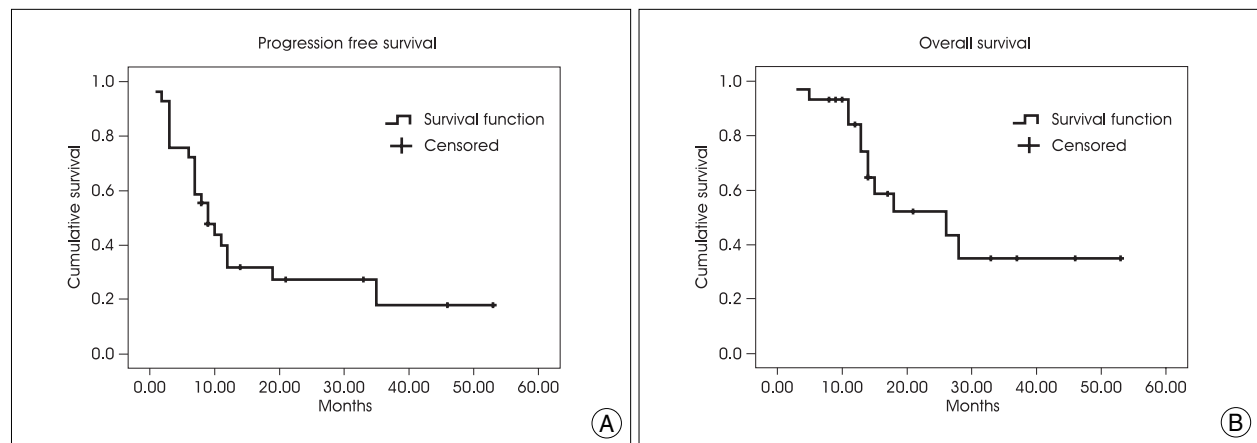 Progression free survival
1.0
0.8
0.6
0.4
0.2
0.0
Cumulative survival
Survival function
Censored
0.00 10.00 20.00 30.00 40.00 50.00 60.00
Months
A
Overall survival
1.0
0.8
0.6
0.4
0.2
0.0
Cumulative survival
Survival function
Censored
0.00 10.00 20.00 30.00 40.00 50.00 60.00
Months
B